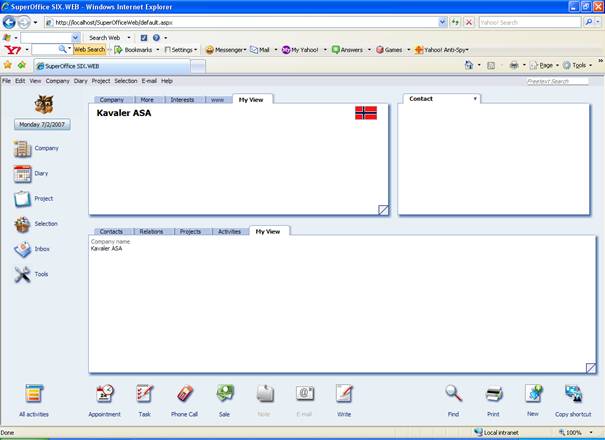 SuperOffice SIX.WEB - Windows Internet Explorer
http://localhost/SuperOfficeWeb/default.aspx
Yahoo! Search
Search Web
Y! Web Search Bookmarks Settings Messenger Mail My Yahoo! Answers Games Yahoo! Anti-Spy
SuperOffice SIX.WEB Page Tools
File Edit View Company Diary Project Selection E-mail Help Freetext Search
Monday 7/2/2007
Company
Diary
Project
Selection
Inbox
Tools
Company More Interests www My View
Kavaler ASA
Contact
Contacts Relations Projects Activities My View
Company name
Kavaler ASA
All activities Appointment Task Phone Call Sale Note E-mail Write Find Print New Copy shortcut
Done Local intranet 100%